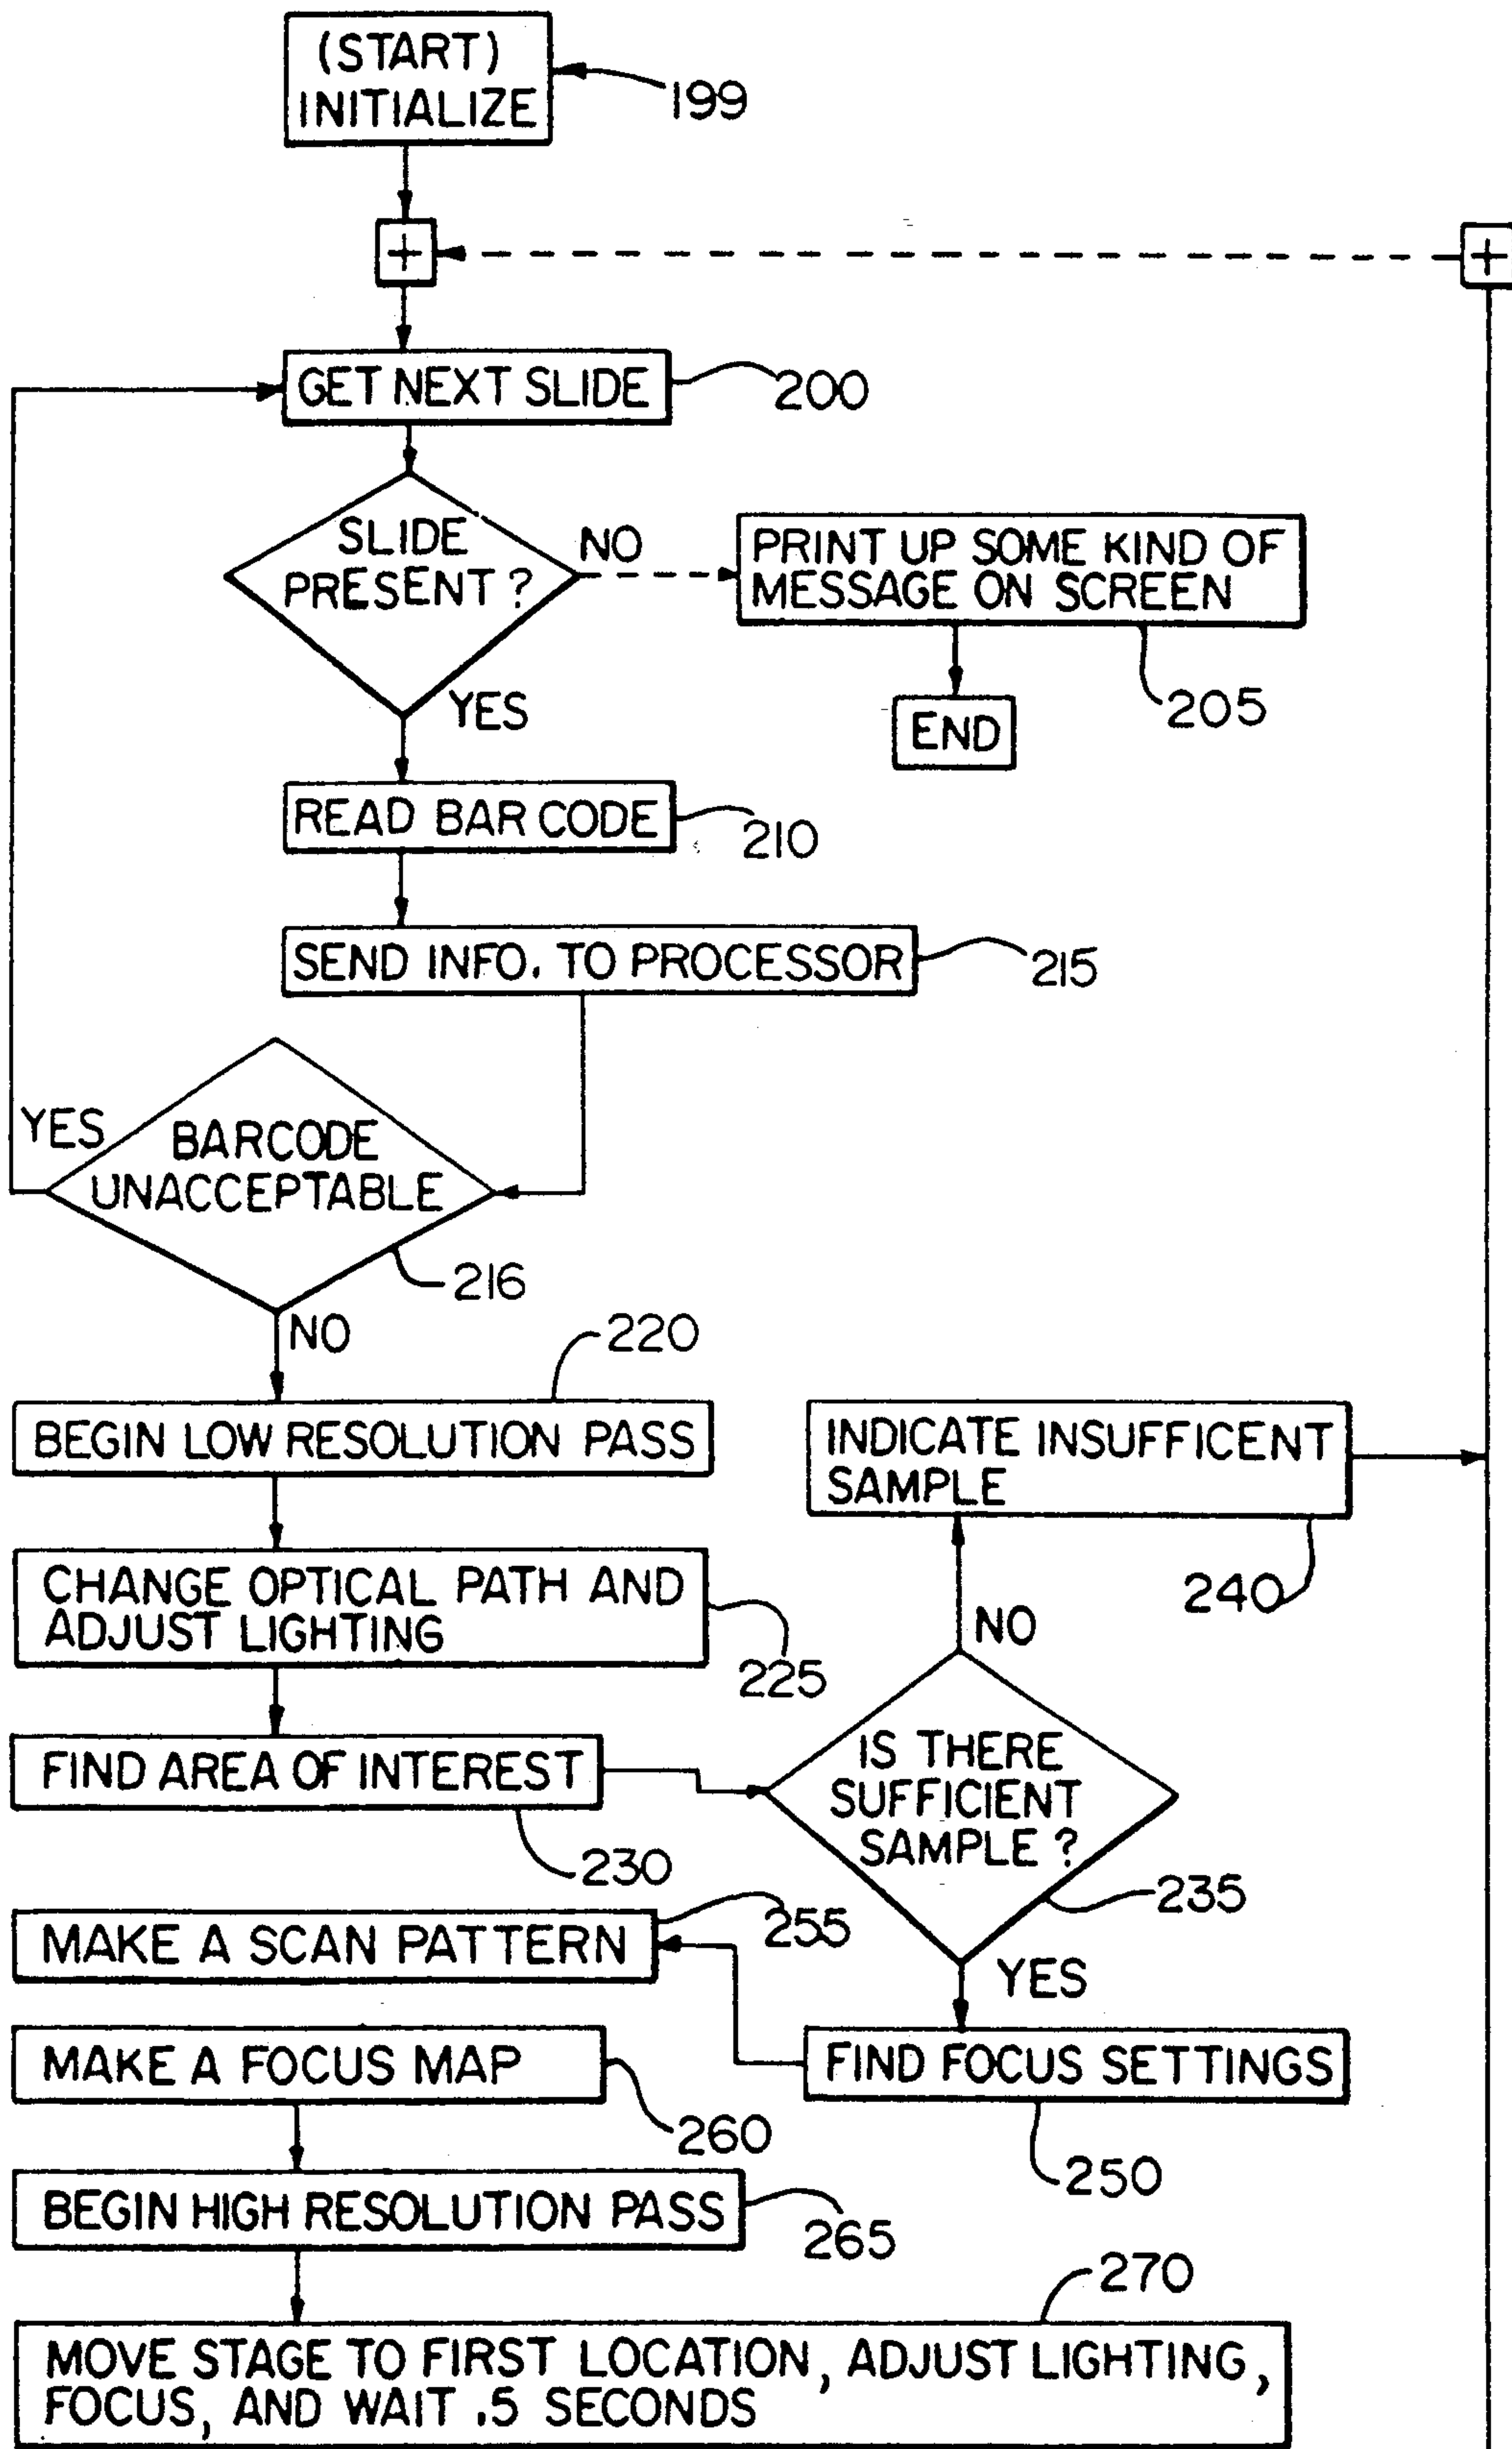 (START)
INITIALIZE
199
+
+
GET NEXT SLIDE
200
SLIDE
PRESENT ?
NO
PRINT UP SOME KIND OF
MESSAGE ON SCREEN
205
END
YES
READ BAR CODE
210
SEND INFO. TO PROCESSOR
215
YES
BARCODE
UNACCEPTABLE
216
NO
220
BEGIN LOW RESOLUTION PASS
INDICATE INSUFFICENT
SAMPLE
240
CHANGE OPTICAL PATH AND
ADJUST LIGHTING
225
NO
FIND AREA OF INTEREST
230
IS THERE
SUFFICIENT
SAMPLE ?
235
YES
255
MAKE A SCAN PATTERN
MAKE A FOCUS MAP
260
FIND FOCUS SETTINGS
250
BEGIN HIGH RESOLUTION PASS
265
270
MOVE STAGE TO FIRST LOCATION, ADJUST LIGHTING,
FOCUS, AND WAIT .5 SECONDS